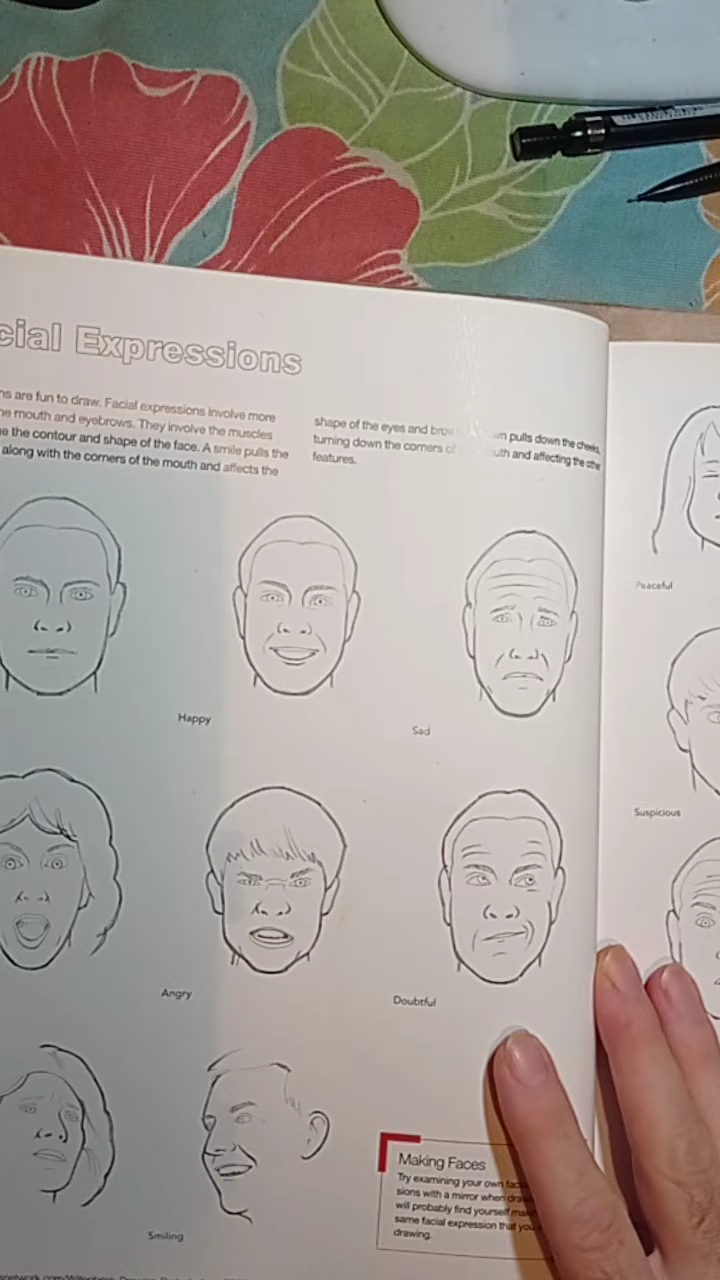 cial Expressions
ns are fun to draw. Facial expressions involve more
he mouth and eyebrows. They involve the muscles
e the contour and shape of the face. A smile pulls the
along with the corners of the mouth and affects the
shape of the eyes and brow wn pulls down the cheeks,
turning down the corners of uth and affecting the other
features.
Peaceful
Happy
Sad
Suspicious
Angry
Doubtful
Making Faces
Try examining your own fac
sions with a mirror when draw
will probably find yourself mak
same facial expression that you
drawing.
Smiling